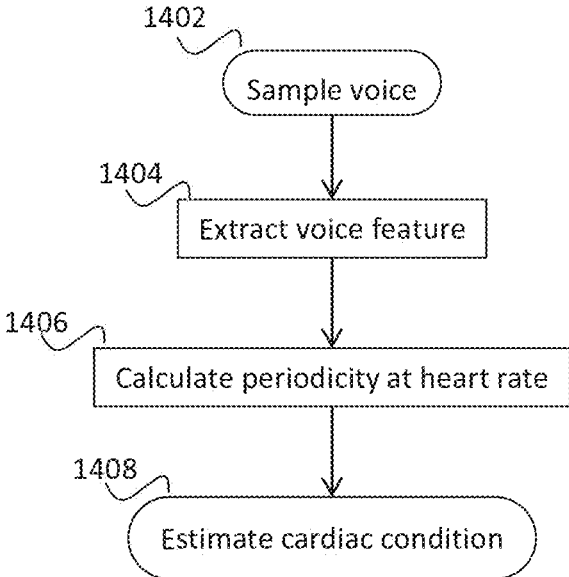 1402
Sample voice
1404
Extract voice feature
1406
Calculate periodicity at heart rate
1408
Estimate cardiac condition